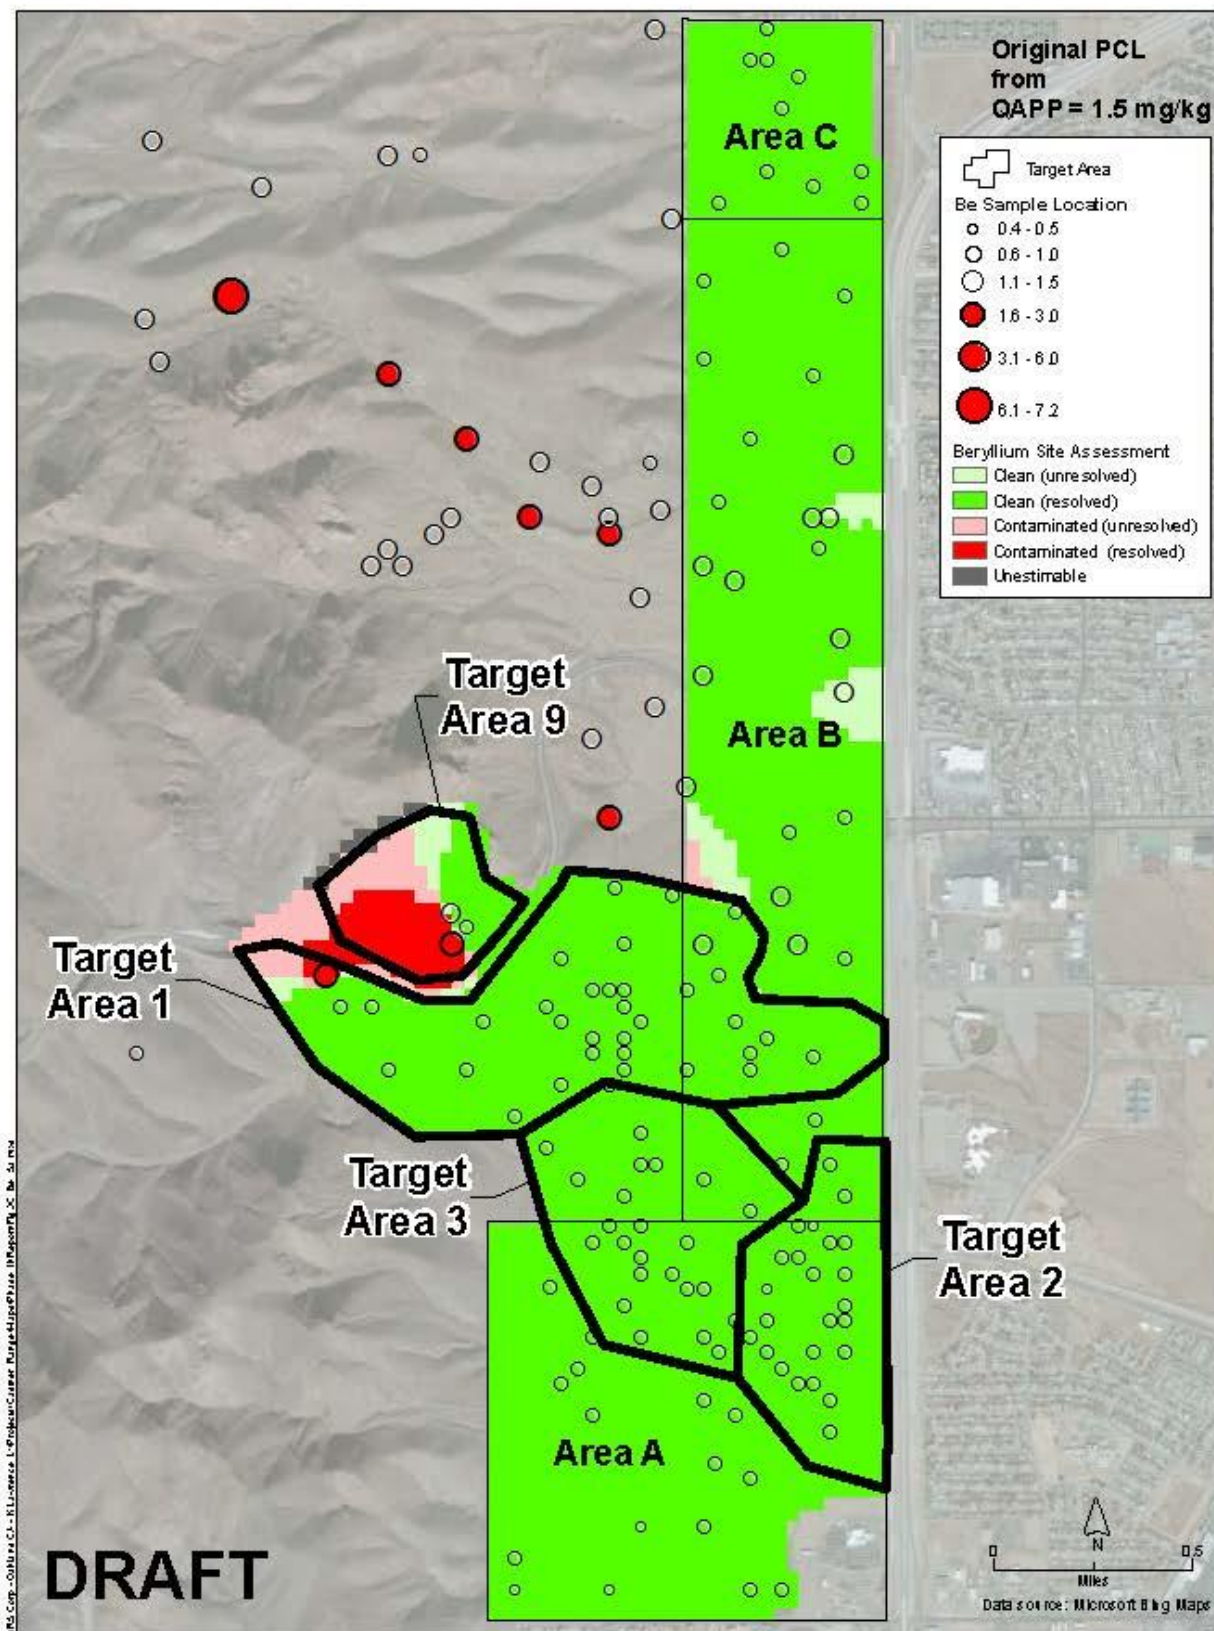 Original PCL
from
QAPP = 1.5 mg/kg
Target Area
Be Sample Location
0.4 - 0.5
0.6 - 1.0
1.1 - 1.5
1.6 - 3.0
3.1 - 6.0
6.1 - 7.2
Beryllium Site Assessment
Clean (unresolved)
Clean (resolved)
Contaminated (unresolved)
Contaminated (resolved)
Unestimable
Area C
Target
Area 9
Area B
Target
Area 1
Target
Area 3
Target
Area 2
Area A
DRAFT
N
0
0.5
Miles
Data source: Microsoft Bing Maps